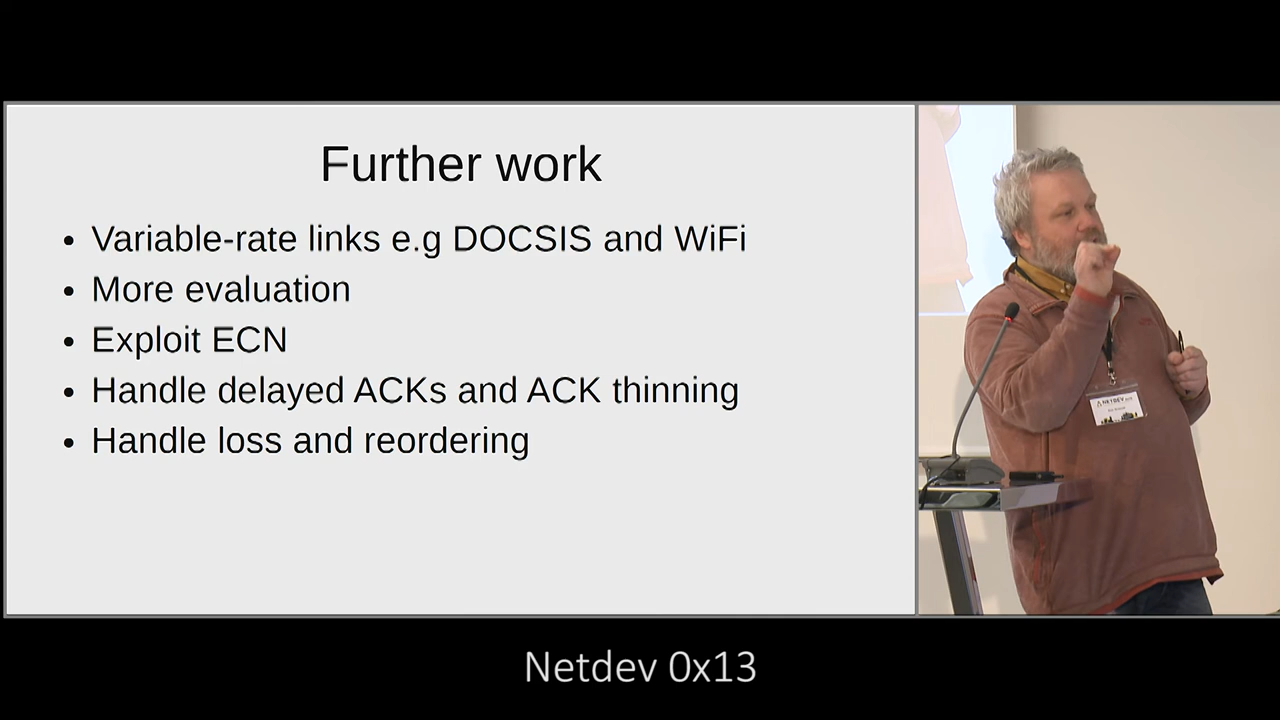 Further work
• Variable-rate links e.g DOCSIS and WiFi
• More evaluation
• Exploit ECN
• Handle delayed ACKs and ACK thinning
• Handle loss and reordering
NETDEV
Netdev 0x13